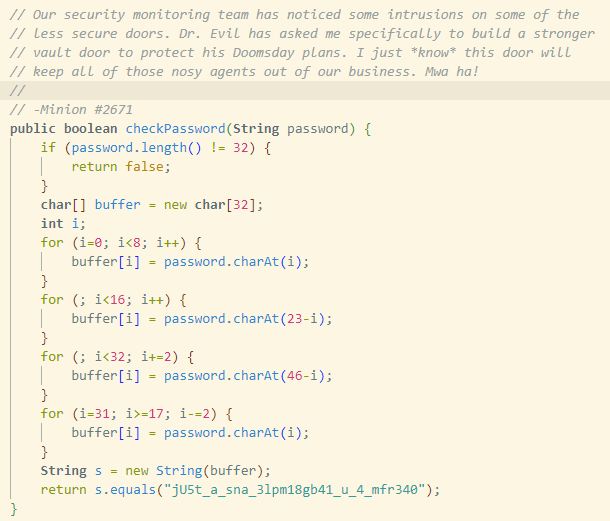 // Our security monitoring team has noticed some intrusions on some of the
// less secure doors. Dr. Evil has asked me specifically to build a stronger
// vault door to protect his Doomsday plans. I just *know* this door will
// keep all of those nosy agents out of our business. Mwa ha!
//
// -Minion #2671
public boolean checkPassword(String password) {
    if (password.length() != 32) {
        return false;
    }
    char[] buffer = new char[32];
    int i;
    for (i=0; i<8; i++) {
        buffer[i] = password.charAt(i);
    }
    for (; i<16; i++) {
        buffer[i] = password.charAt(23-i);
    }
    for (; i<32; i+=2) {
        buffer[i] = password.charAt(46-i);
    }
    for (i=31; i>=17; i-=2) {
        buffer[i] = password.charAt(i);
    }
    String s = new String(buffer);
    return s.equals("jU5t_a_sna_3lpm18gb41_u_4_mfr340");
}